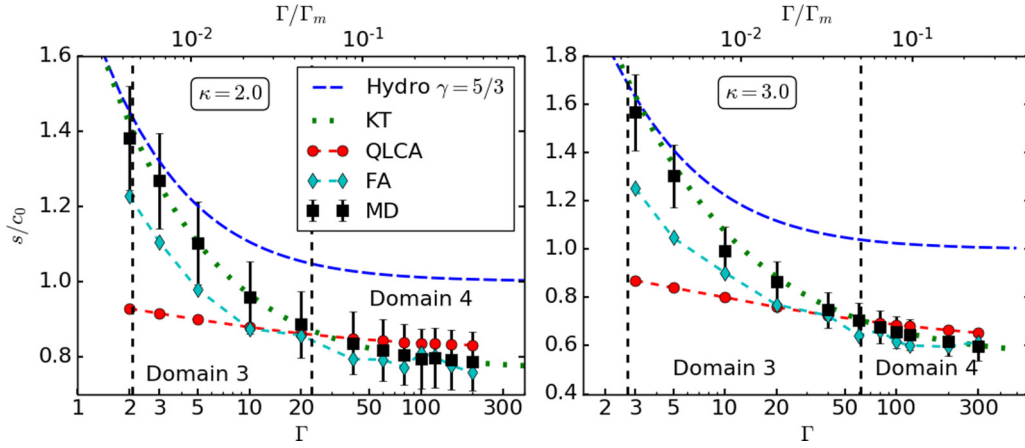 Γ/Γm
10⁻² 10⁻¹
s/c₀
1.6
1.4
1.2
1.0
0.8
κ = 2.0
Hydro γ = 5/3
KT
QLCA
FA
MD
Domain 3
Domain 4
1 2 3 5 10 20 50 100 200 400
Γ
Γ/Γm
10⁻² 10⁻¹
1.8
1.6
1.4
1.2
1.0
0.8
0.6
0.4
κ = 3.0
Domain 3
Domain 4
2 3 5 10 20 50 100 300
Γ